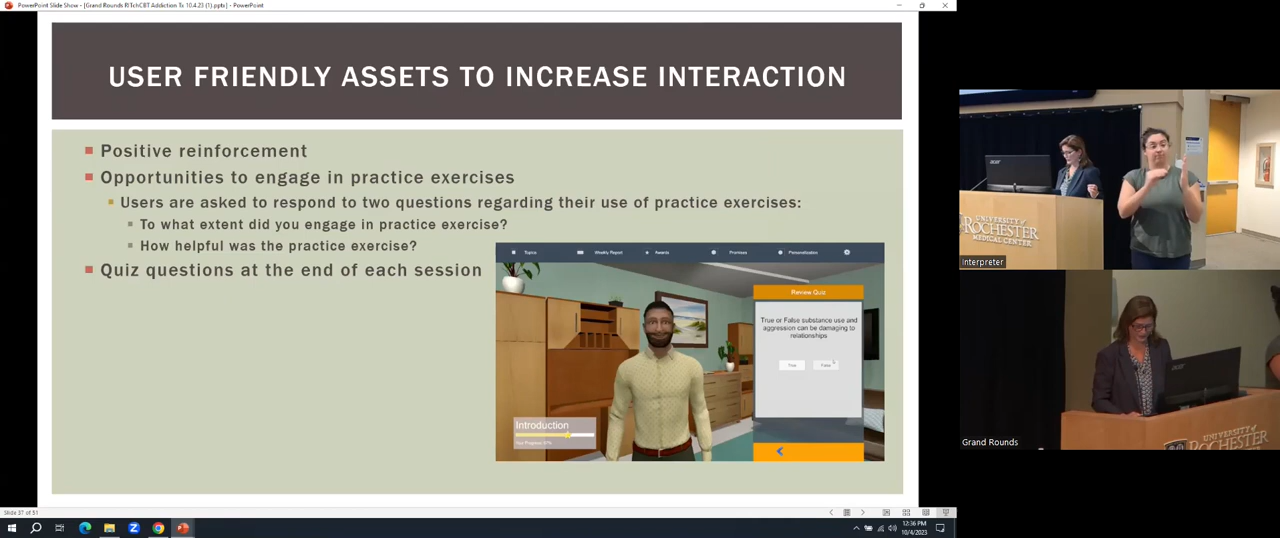 PowerPoint Slide Show - [Grand Rounds RITchCBT Addiction Tx 10.4.23 (1).pptx] - PowerPoint
USER FRIENDLY ASSETS TO INCREASE INTERACTION
Positive reinforcement
Opportunities to engage in practice exercises
Users are asked to respond to two questions regarding their use of practice exercises:
To what extent did you engage in practice exercise?
How helpful was the practice exercise?
Quiz questions at the end of each session
Topics
Weekly Report
Awards
Promises
Personalization
Review Quiz
True or False substance use and
aggression can be damaging to
relationships
True
False
Introduction
acer
UNIVERSITY of
ROCHESTER
MEDICAL CENTER
Interpreter
UNIVERSITY of
ROCHESTER
Grand Rounds
Slide 37 of 51
12:36 PM
10/4/2023